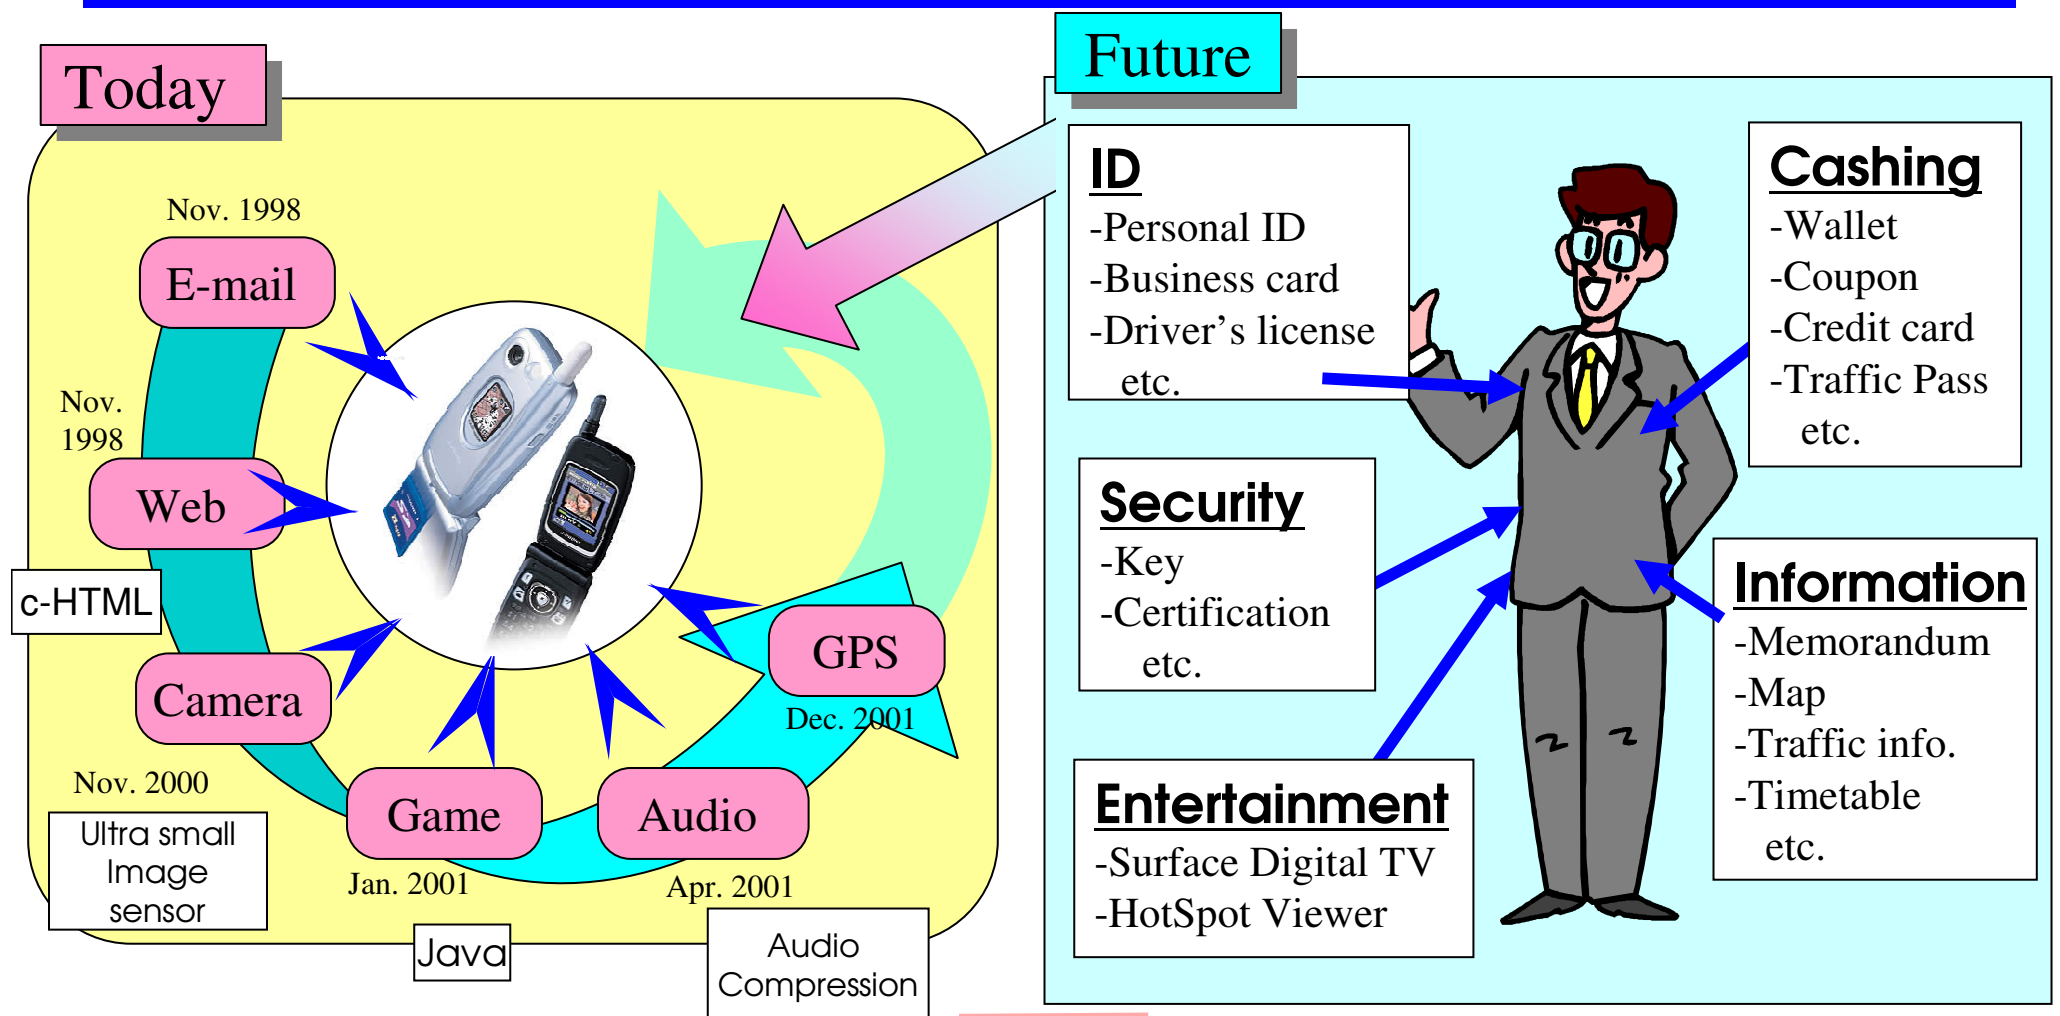 Today
Nov. 1998
E-mail
Nov.
1998
Web
c-HTML
Camera
Nov. 2000
Ultra small
Image
sensor
Game
Jan. 2001
Java
Audio
Apr. 2001
Audio
Compression
GPS
Dec. 2001
Future
ID
-Personal ID
-Business card
-Driver’s license
etc.
Cashing
-Wallet
-Coupon
-Credit card
-Traffic Pass
etc.
Security
-Key
-Certification
etc.
Information
-Memorandum
-Map
-Traffic info.
-Timetable
etc.
Entertainment
-Surface Digital TV
-HotSpot Viewer